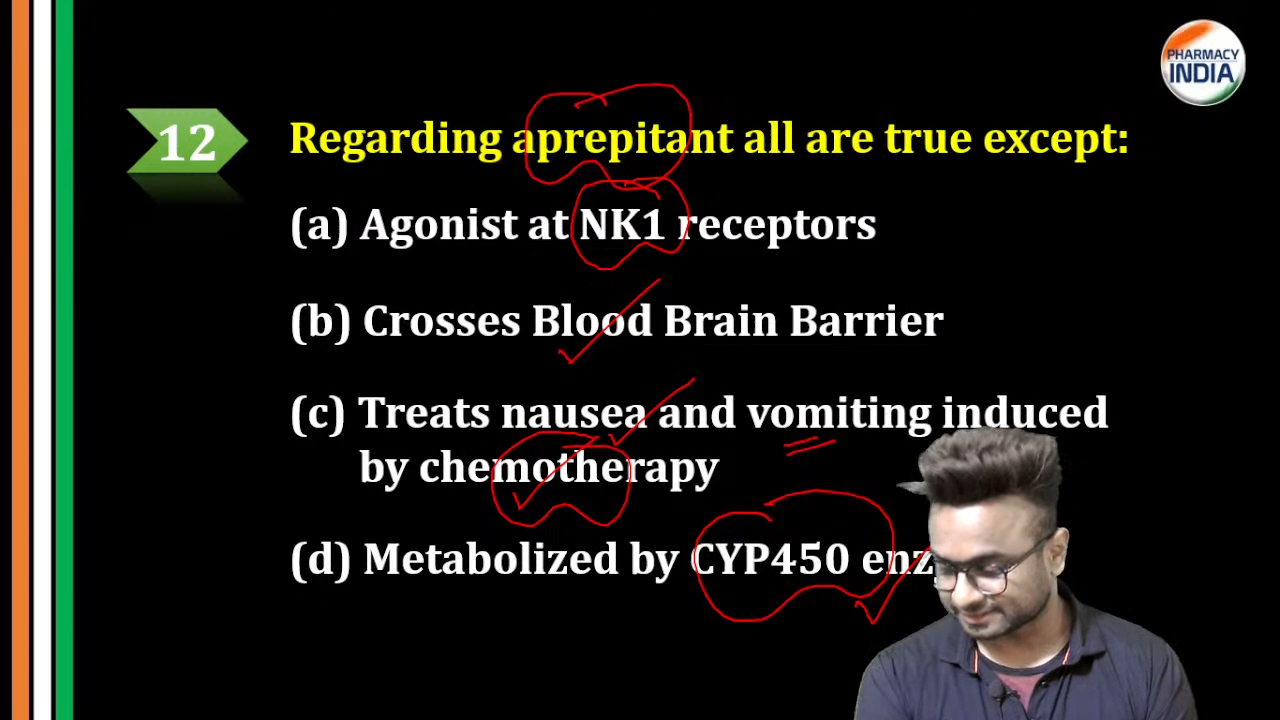 PHARMACY
INDIA
12
Regarding aprepitant all are true except:
(a) Agonist at NK1 receptors
(b) Crosses Blood Brain Barrier
(c) Treats nausea and vomiting induced
by chemotherapy
(d) Metabolized by CYP450